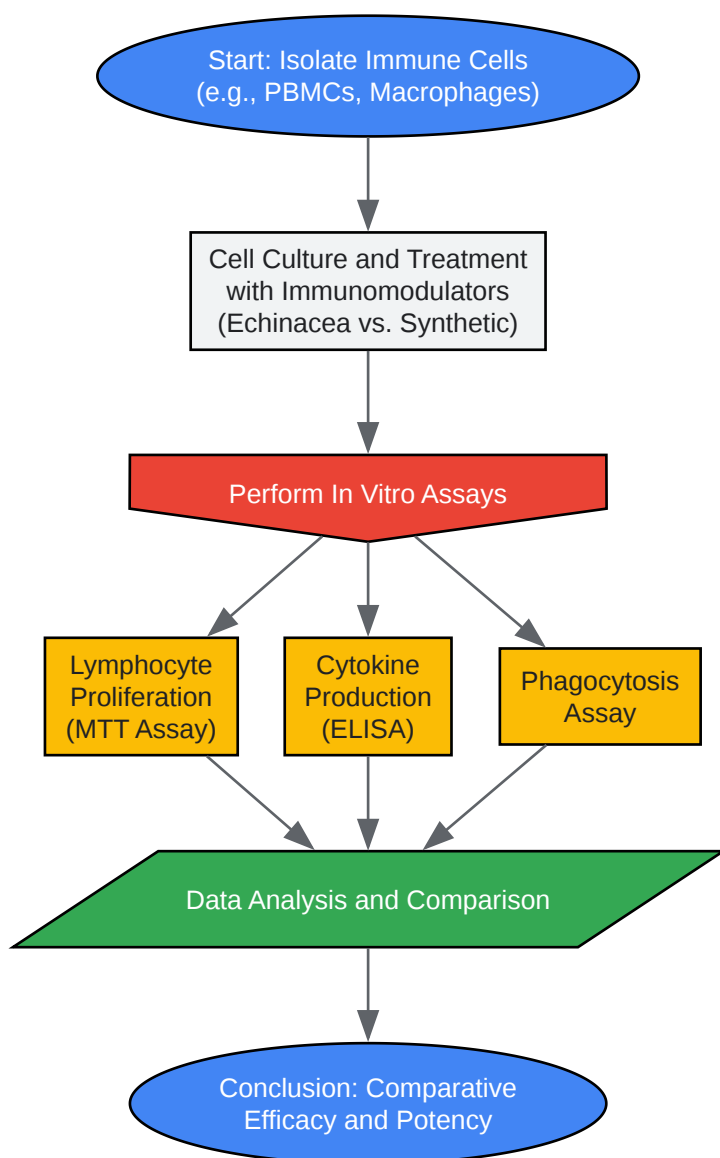 Start: Isolate Immune Cells
(e.g., PBMCs, Macrophages)
Cell Culture and Treatment
with Immunomodulators
(Echinacea vs. Synthetic)
Perform In Vitro Assays
Lymphocyte
Proliferation
(MTT Assay)
Cytokine
Production
(ELISA)
Phagocytosis
Assay
Data Analysis and Comparison
Conclusion: Comparative
Efficacy and Potency